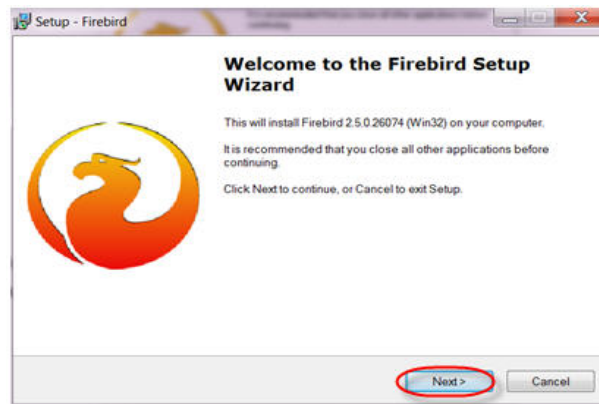 Setup - Firebird
Welcome to the Firebird Setup
Wizard
This will install Firebird 2.5.0.26074 (Win32) on your computer.
It is recommended that you close all other applications before
continuing.
Click Next to continue, or Cancel to exit Setup.
Next >
Cancel